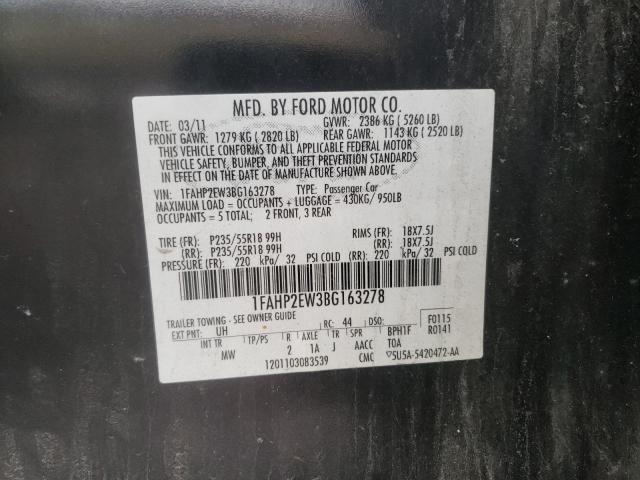 MFD. BY FORD MOTOR CO.
DATE: 03/11 GVWR: 2386 KG ( 5260 LB)
FRONT GAWR: 1279 KG ( 2820 LB) REAR GAWR: 1143 KG ( 2520 LB)
THIS VEHICLE CONFORMS TO ALL APPLICABLE FEDERAL MOTOR
VEHICLE SAFETY, BUMPER, AND THEFT PREVENTION STANDARDS
IN EFFECT ON THE DATE OF MANUFACTURE SHOWN ABOVE.
VIN: 1FAHP2EW3BG163278 TYPE: Passenger Car
MAXIMUM LOAD = OCCUPANTS + LUGGAGE = 430KG/ 950LB
OCCUPANTS = 5 TOTAL; 2 FRONT, 3 REAR
TIRE (FR): P235/55R18 99H RIMS (FR): 18X7.5J
(RR): P235/55R18 99H (RR): 18X7.5J
PRESSURE (FR): 220 kPa/ 32 PSI COLD (RR): 220 kPa/ 32 PSI COLD
1FAHP2EW3BG163278
TRAILER TOWING - SEE OWNER GUIDE F0115
EXT PNT: UH RC: 44 DSO: R0141
INT TR TP/PS R AXLE TR SPR BPH1F
MW 2 1A J AACC TOA
1201103083539 CMC 5U5A-5420472-AA